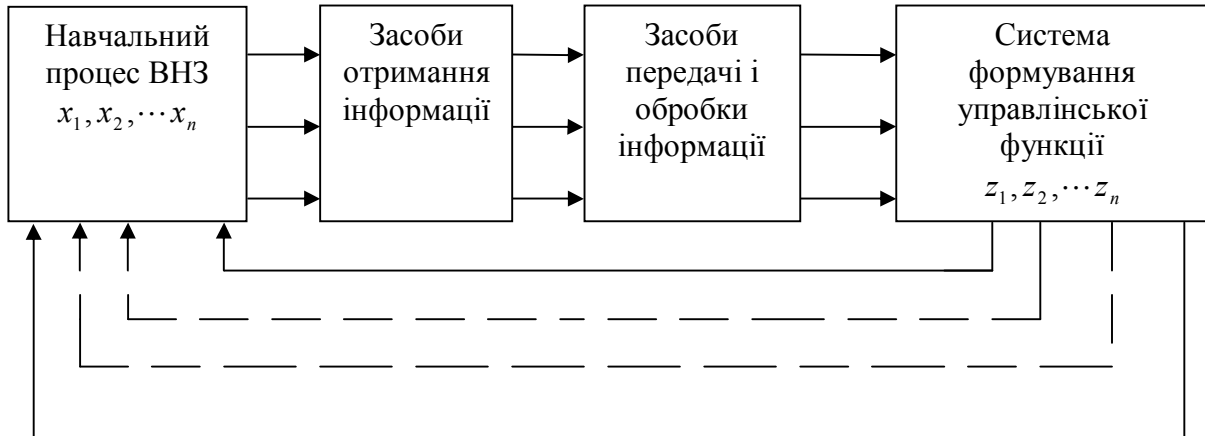 Навчальний
процес ВНЗ
x₁, x₂, ⋯ xₙ
Засоби
отримання
інформації
Засоби
передачі і
обробки
інформації
Система
формування
управлінської
функції
z₁, z₂, ⋯ zₙ